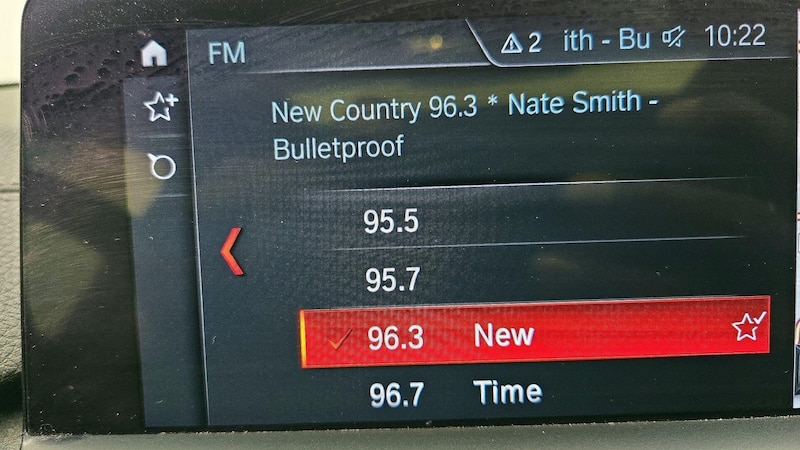 FM
2 ith - Bu 10:22
New Country 96.3 * Nate Smith -
Bulletproof
95.5
95.7
96.3 New
96.7 Time